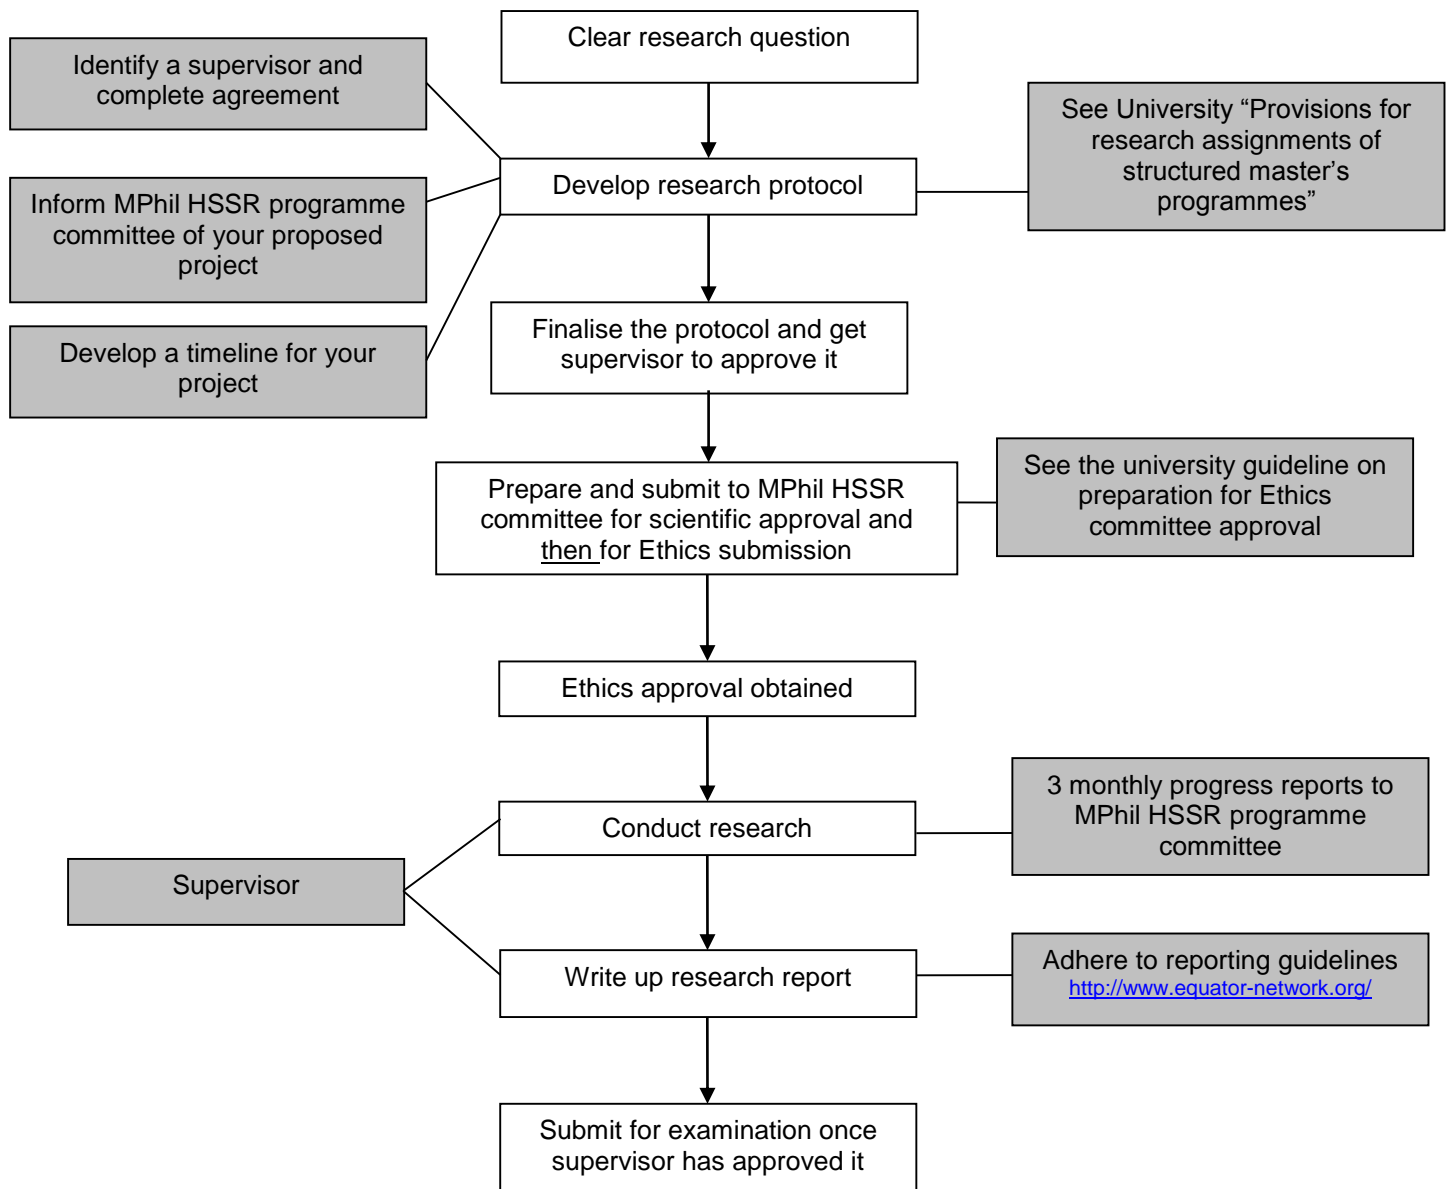 Clear research question
Identify a supervisor and
complete agreement
See University “Provisions for
research assignments of
structured master’s
programmes”
Develop research protocol
Inform MPhil HSSR programme
committee of your proposed
project
Develop a timeline for your
project
Finalise the protocol and get
supervisor to approve it
Prepare and submit to MPhil HSSR
committee for scientific approval and
then for Ethics submission
See the university guideline on
preparation for Ethics
committee approval
Ethics approval obtained
Conduct research
3 monthly progress reports to
MPhil HSSR programme
committee
Supervisor
Write up research report
Adhere to reporting guidelines
http://www.equator-network.org/
Submit for examination once
supervisor has approved it